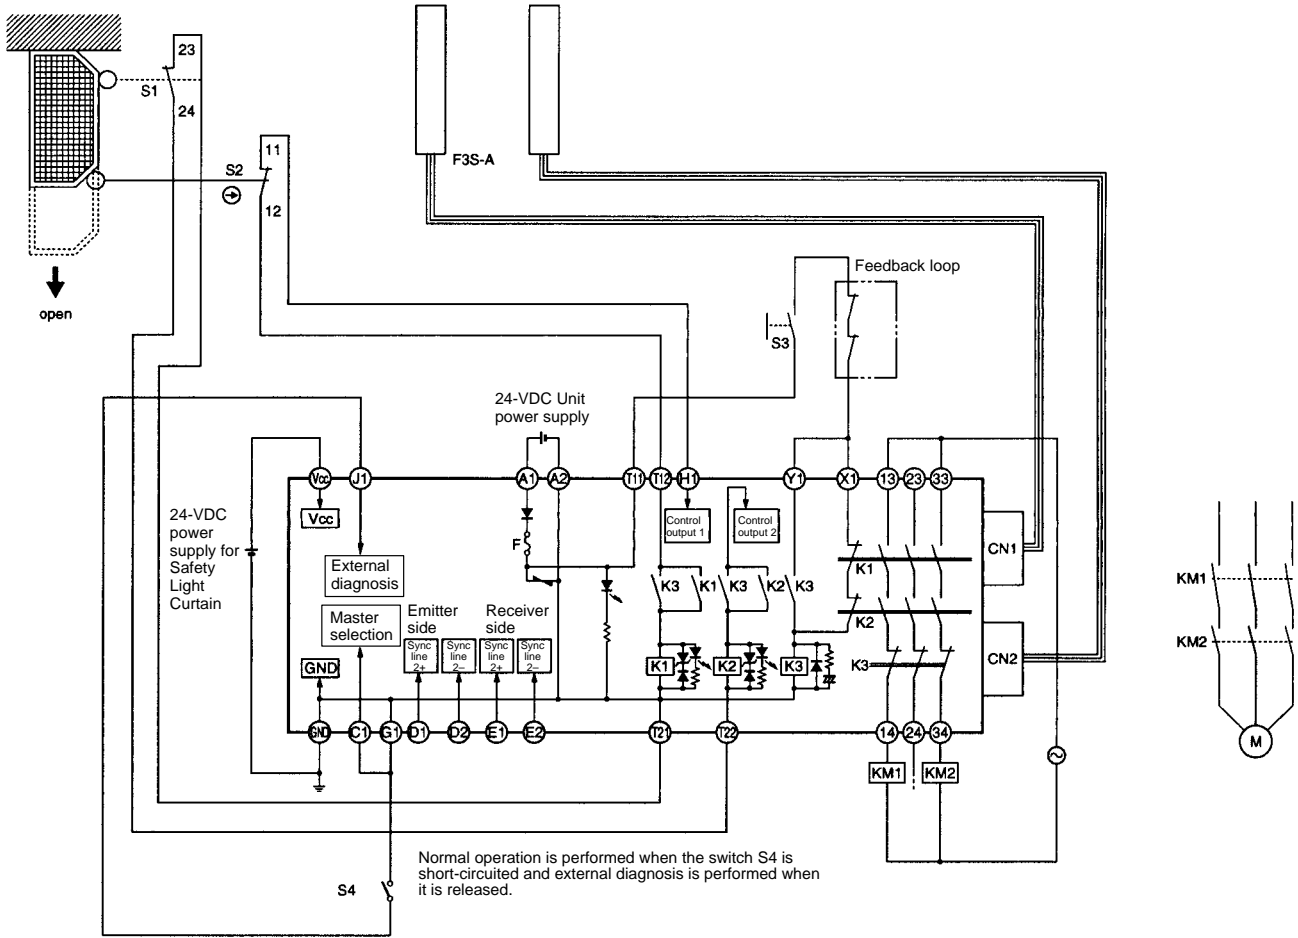 23
S1
24
11
S2
12
F3S-A
open
Feedback loop
S3
24-VDC Unit
power supply
Vcc
J1
A1
A2
T11
T12
H1
Y1
X1
13
23
33
24-VDC
power
supply for
Safety
Light
Curtain
Vcc
F
Control
output 1
Control
output 2
CN1
External
diagnosis
K3
K1
K3
K2
K3
K1
K2
Master
selection
Emitter
side
Receiver
side
Sync
line
2+
Sync
line
2–
Sync
line
2+
Sync
line
2–
GND
K1
K2
K3
K3
CN2
GND
C1
G1
D1
D2
E1
E2
T21
T22
14
24
34
KM1
KM2
KM1
KM2
M
Normal operation is performed when the switch S4 is
short-circuited and external diagnosis is performed when
it is released.
S4